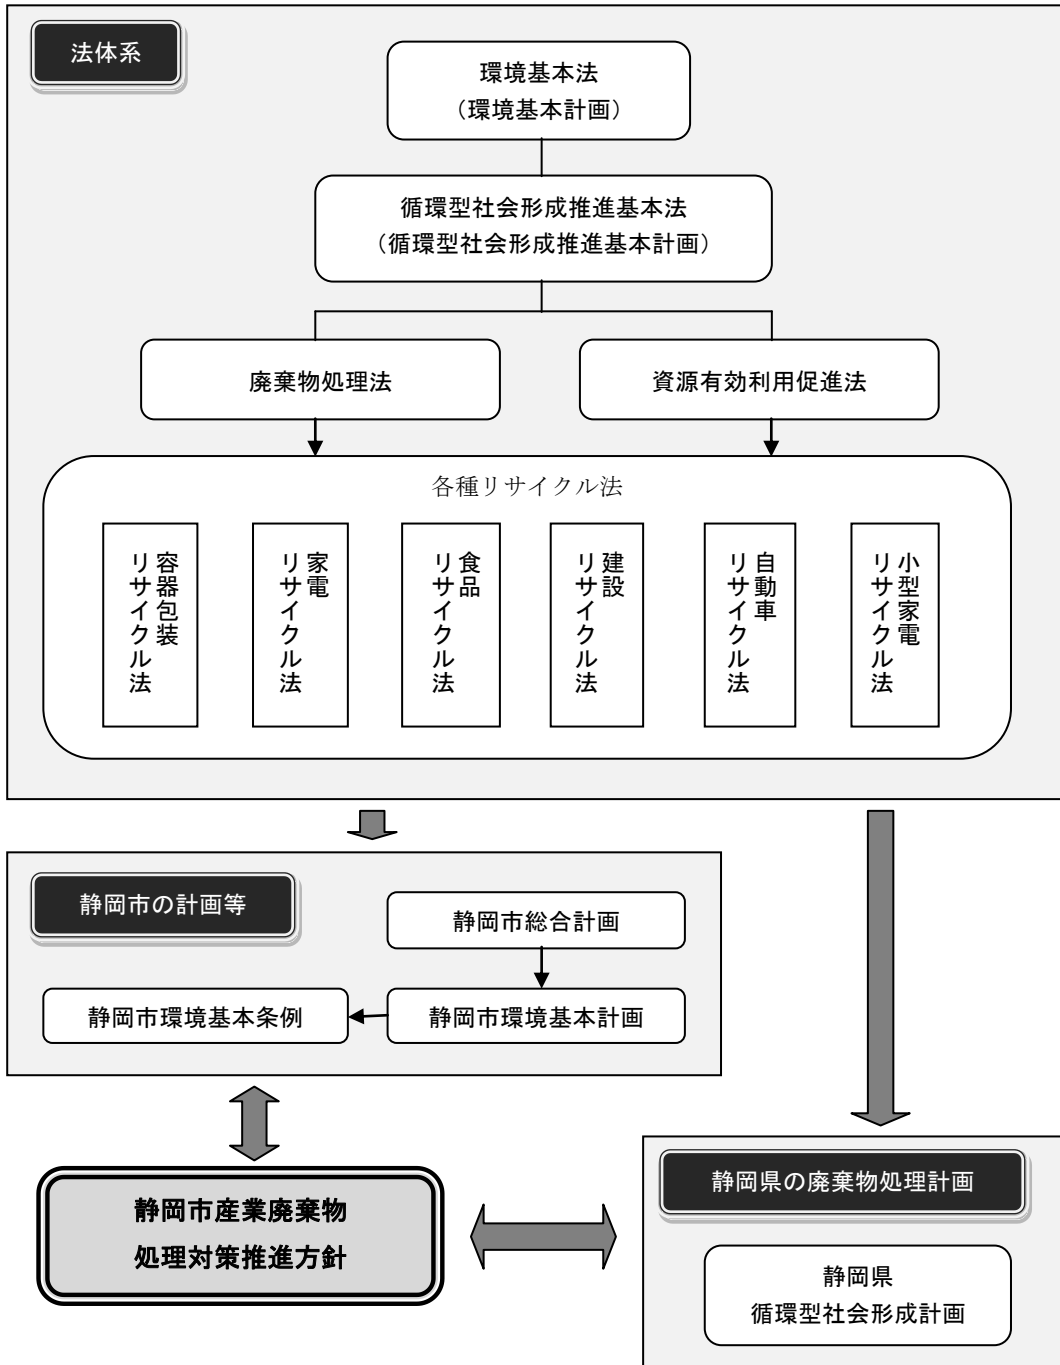 法体系
環境基本法
（環境基本計画）
循環型社会形成推進基本法
（循環型社会形成推進基本計画）
廃棄物処理法
資源有効利用促進法
各種リサイクル法
容器包装
リサイクル法
家電
リサイクル法
食品
リサイクル法
建設
リサイクル法
自動車
リサイクル法
小型家電
リサイクル法
静岡市の計画等
静岡市総合計画
静岡市環境基本条例
静岡市環境基本計画
静岡市産業廃棄物
処理対策推進方針
静岡県の廃棄物処理計画
静岡県
循環型社会形成計画